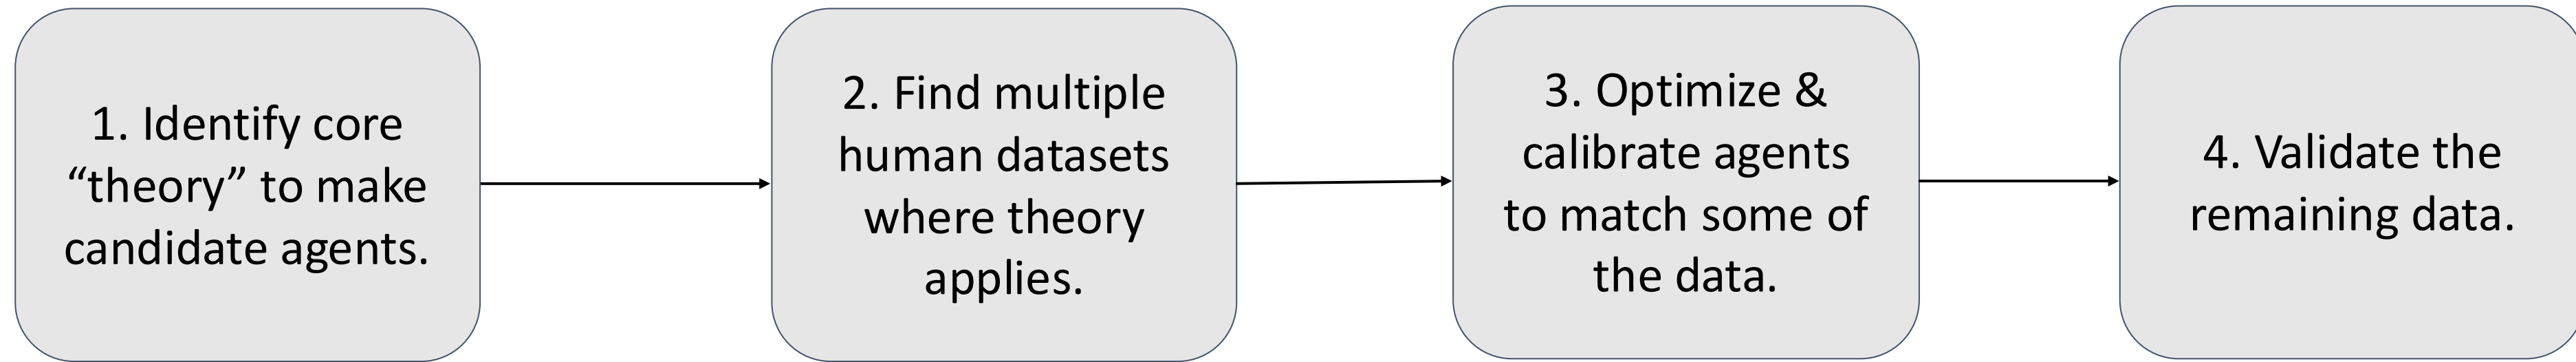 1. Identify core
“theory” to make
candidate agents.
2. Find multiple
human datasets
where theory
applies.
3. Optimize &
calibrate agents
to match some of
the data.
4. Validate the
remaining data.